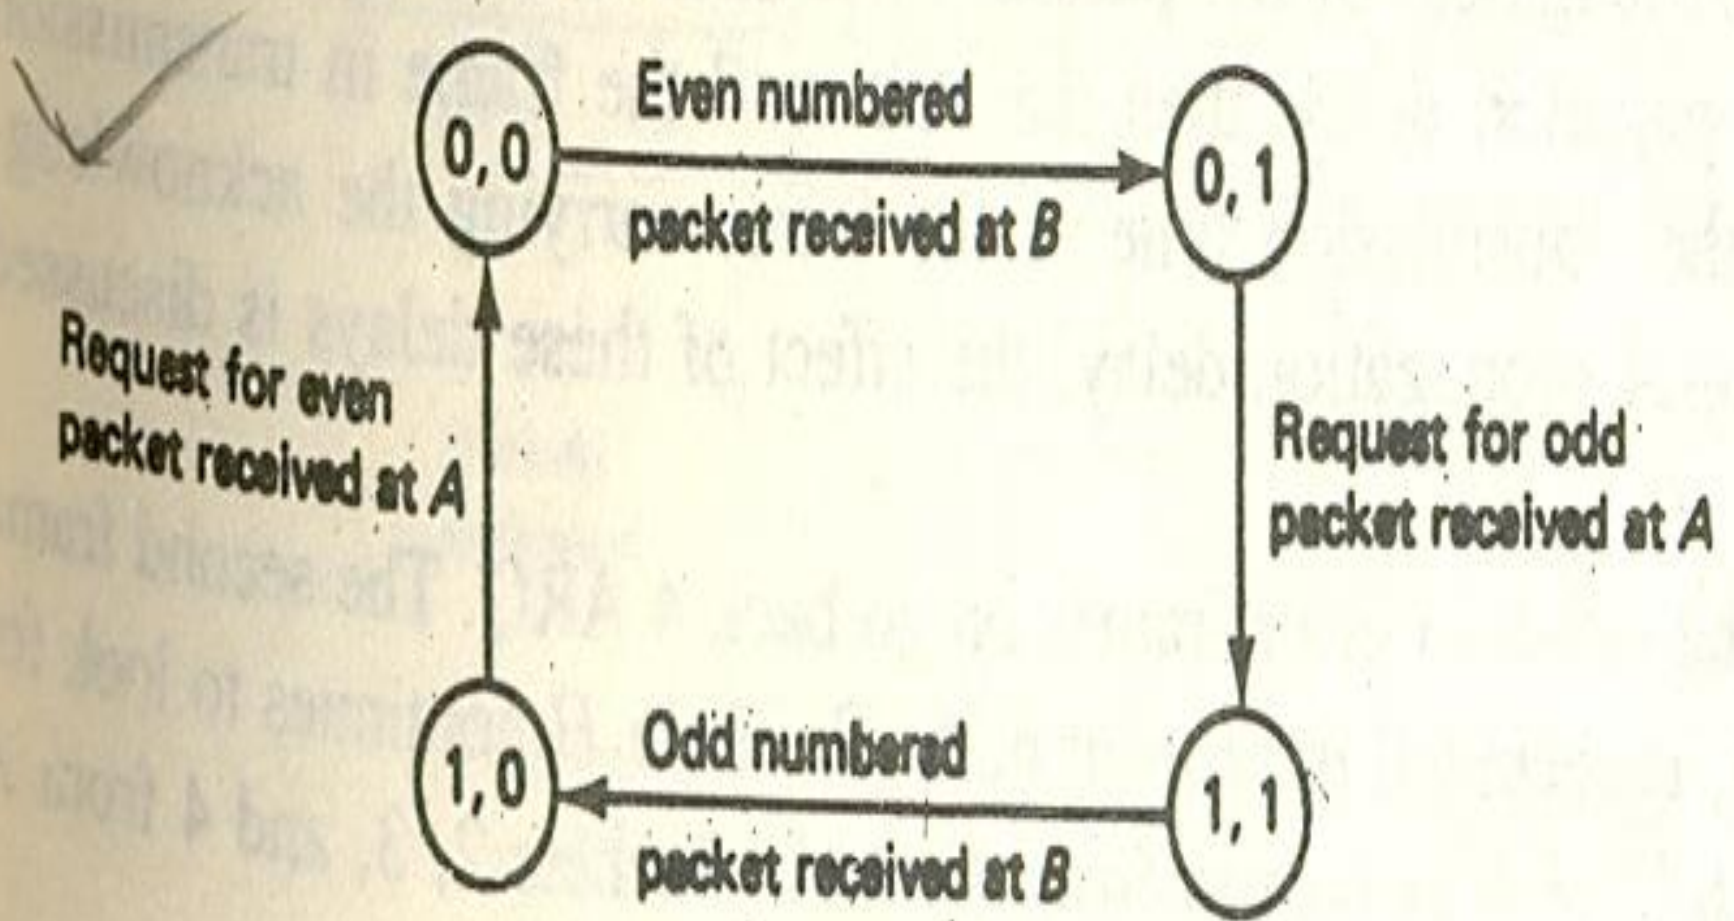 0,0
Even numbered
packet received at B
0, 1
Request for even
packet received at A
Request for odd
packet received at A
1,0
Odd numbered
packet received at B
1, 1